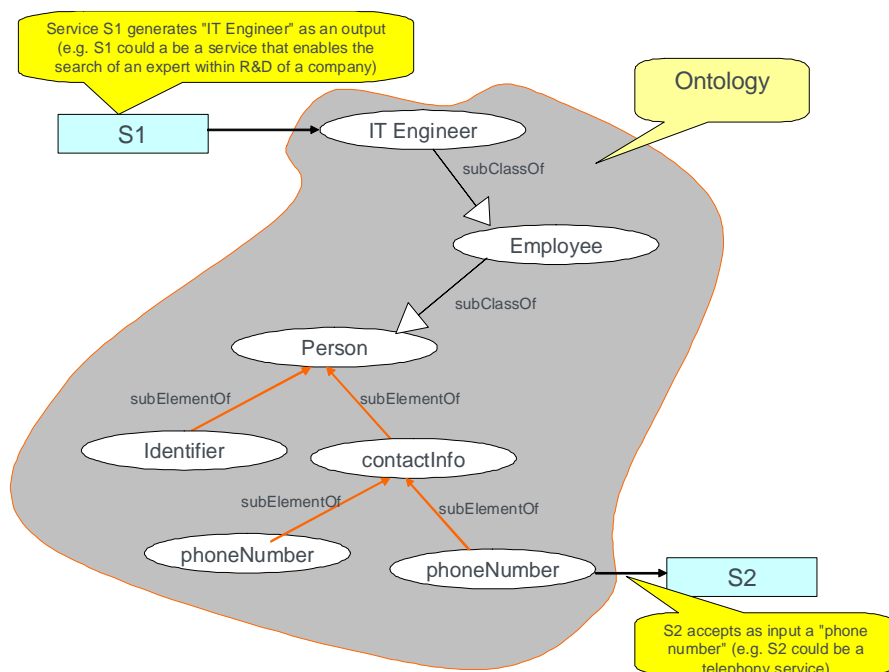 Service S1 generates "IT Engineer" as an output
(e.g. S1 could a be a service that enables the
search of an expert within R&D of a company)
Ontology
S1
IT Engineer
subClassOf
Employee
subClassOf
Person
subElementOf
subElementOf
Identifier
contactInfo
subElementOf
subElementOf
phoneNumber
phoneNumber
S2
S2 accepts as input a "phone
number" (e.g. S2 could be a
telephony service)